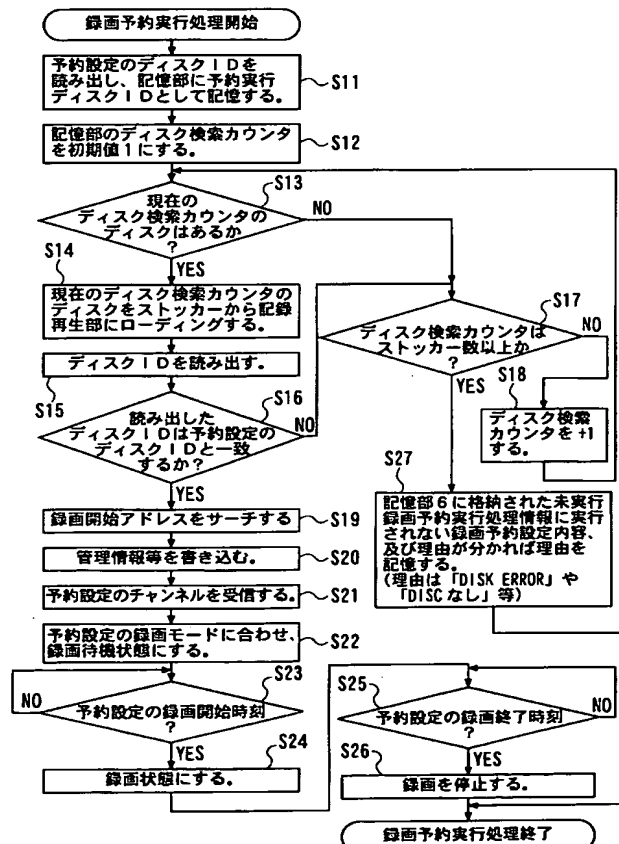 録画予約実行処理開始
予約設定のディスクＩＤを
読み出し、記憶部に予約実行
ディスクＩＤとして記憶する。
S11
記憶部のディスク検索カウンタ
を初期値１にする。
S12
S13
現在の
ディスク検索カウンタの
ディスクはあるか
?
NO
YES
S14
現在のディスク検索カウンタの
ディスクをストッカーから記録
再生部にローディングする。
ディスクＩＤを読み出す。
S15
S16
読み出した
ディスクＩＤは予約設定の
ディスクＩＤと一致
するか?
NO
YES
S17
ディスク検索カウンタは
ストッカー数以上か
?
NO
YES
S18
ディスク検索
カウンタを +1
する。
S27
記憶部６に格納された未実行
録画予約実行処理情報に実行
されない録画予約設定内容、
及び理由が分かれば理由を
記憶する。
(理由は「DISK ERROR」や
「DISC なし」等)
録画開始アドレスをサーチする
S19
管理情報等を書き込む。
S20
予約設定のチャンネルを受信する。
S21
予約設定の録画モードに合わせ、
録画待機状態にする。
S22
S23
NO
予約設定の録画開始時刻
?
YES
S24
録画状態にする。
S25
予約設定の録画終了時刻
?
NO
YES
S26
録画を停止する。
録画予約実行処理終了